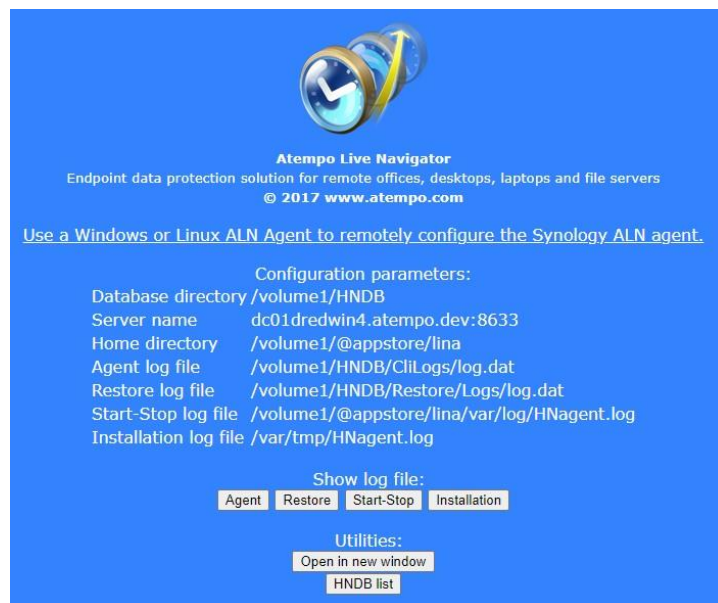 Atempo Live Navigator
Endpoint data protection solution for remote offices, desktops, laptops and file servers
© 2017 www.atempo.com
Use a Windows or Linux ALN Agent to remotely configure the Synology ALN agent.
Configuration parameters:
Database directory /volume1/HNDB
Server name dc01dredwin4.atempo.dev:8633
Home directory /volume1/@appstore/lina
Agent log file /volume1/HNDB/CliLogs/log.dat
Restore log file /volume1/HNDB/Restore/Logs/log.dat
Start-Stop log file /volume1/@appstore/lina/var/log/HNagent.log
Installation log file /var/tmp/HNagent.log
Show log file:
Agent Restore Start-Stop Installation
Utilities:
Open in new window
HNDB list